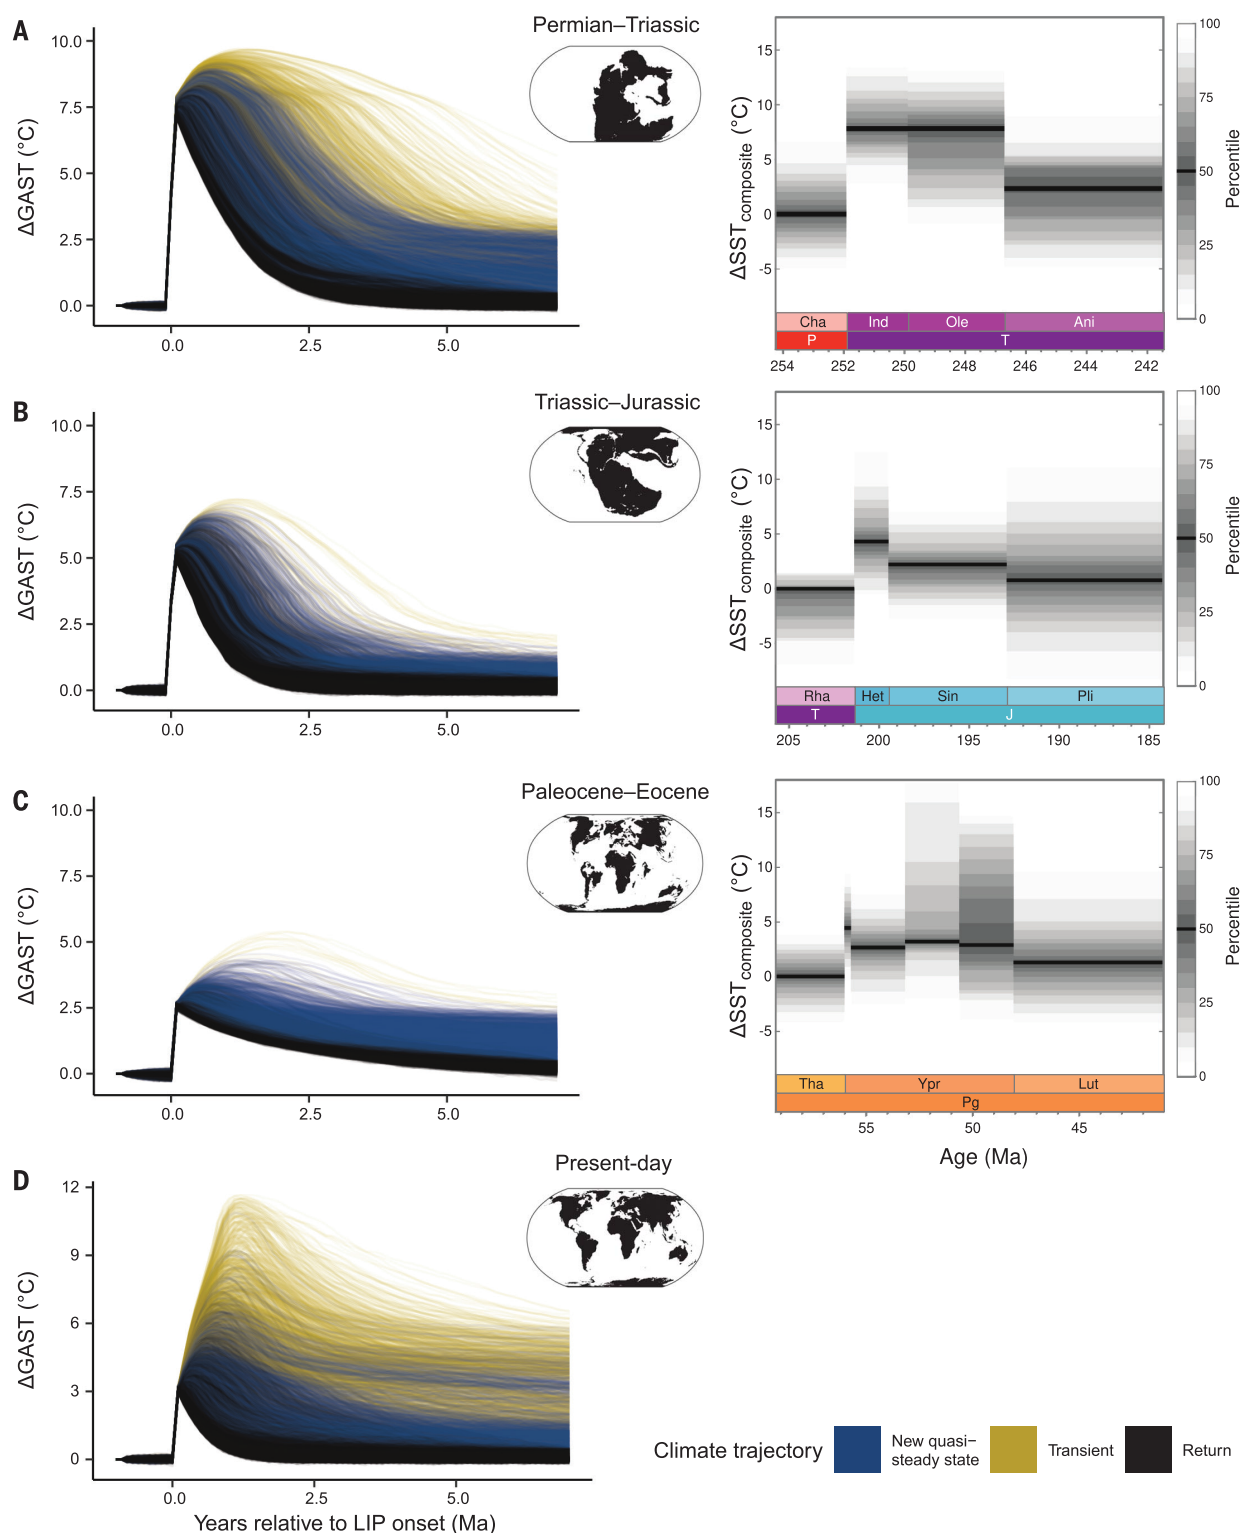 A
Permian–Triassic
ΔGAST (°C)
10.0
7.5
5.0
2.5
0.0
0.0
2.5
5.0
ΔSSTcomposite (°C)
15
10
5
0
-5
Cha
Ind
Ole
Ani
P
T
254
252
250
248
246
244
242
100
75
50
25
0
Percentile
B
Triassic–Jurassic
ΔGAST (°C)
10.0
7.5
5.0
2.5
0.0
0.0
2.5
5.0
ΔSSTcomposite (°C)
15
10
5
0
-5
Rha
Het
Sin
Pli
T
J
205
200
195
190
185
100
75
50
25
0
Percentile
C
Paleocene–Eocene
ΔGAST (°C)
10.0
7.5
5.0
2.5
0.0
0.0
2.5
5.0
ΔSSTcomposite (°C)
15
10
5
0
-5
Tha
Ypr
Lut
Pg
55
50
45
Age (Ma)
100
75
50
25
0
Percentile
D
Present-day
ΔGAST (°C)
12
9
6
3
0
0.0
2.5
5.0
Years relative to LIP onset (Ma)
Climate trajectory
New quasi–
steady state
Transient
Return